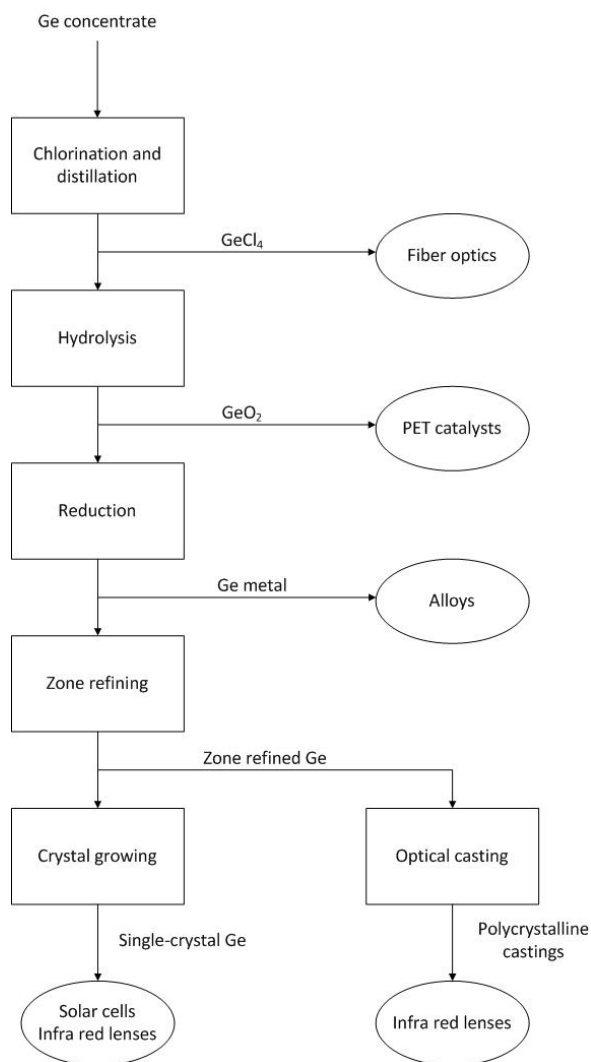 Ge concentrate
Chlorination and
distillation
GeCl₄
Fiber optics
Hydrolysis
GeO₂
PET catalysts
Reduction
Ge metal
Alloys
Zone refining
Zone refined Ge
Crystal growing
Optical casting
Single-crystal Ge
Polycrystalline
castings
Solar cells
Infra red lenses
Infra red lenses